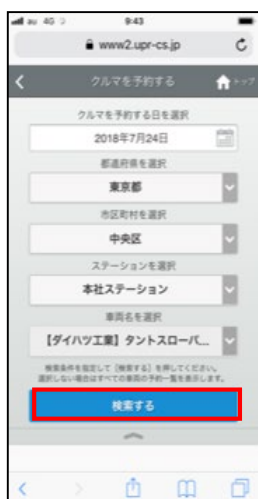 au 4G 9:43
www2.upr-cs.jp
クルマを予約する トップ
クルマを予約する日を選択
2018年7月24日
都道府県を選択
東京都
市区町村を選択
中央区
ステーションを選択
本社ステーション
車両名を選択
【ダイハツ工業】タントスローパ...
検索条件を指定して［検索する］を押してください。
選択しない場合はすべての車両の予約一覧を表示します。
検索する